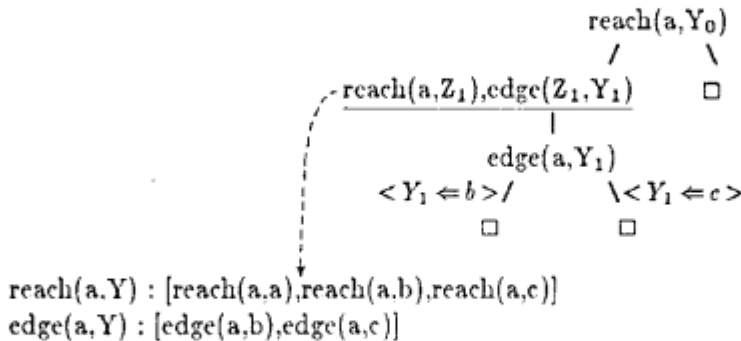 reach(a,Y₀)
reach(a,Z₁),edge(Z₁,Y₁) □
edge(a,Y₁)
< Y₁ ⇐ b > < Y₁ ⇐ c >
□ □
reach(a,Y) : [reach(a,a),reach(a,b),reach(a,c)]
edge(a,Y) : [edge(a,b),edge(a,c)]